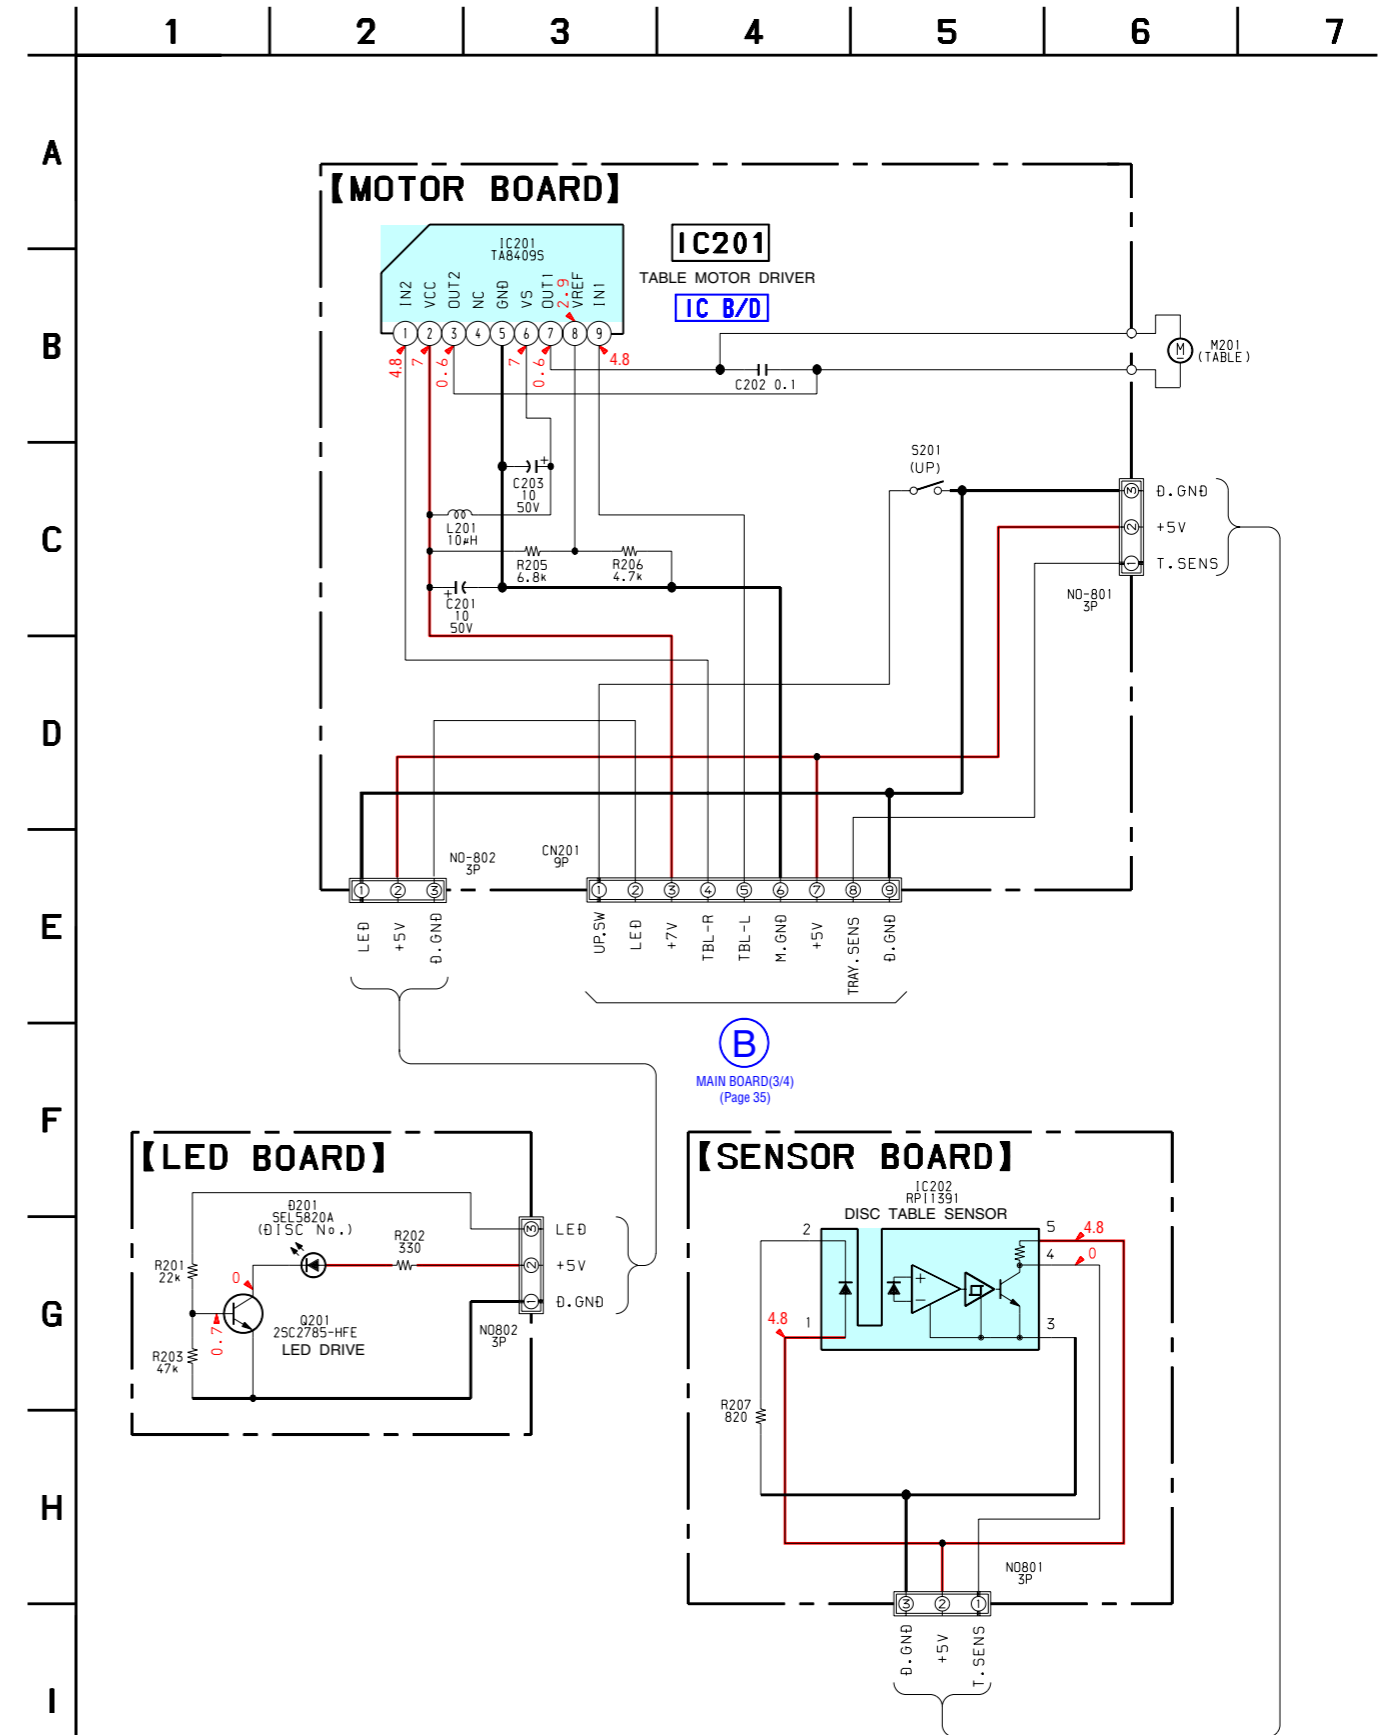 1 2 3 4 5 6 7
A
B
C
D
E
F
G
H
I
【MOTOR BOARD】
IC201
TA8409S
IN2 VCC OUT2 NC GND VS OUT1 VREF IN1
1 2 3 4 5 6 7 8 9
4.8 7 0.6 7 0.6 2.9 4.8
IC201
TABLE MOTOR DRIVER
IC B/D
C202 0.1
M
M201
(TABLE)
S201
(UP)
C203
10
50V
L201
10μH
R205
6.8k
R206
4.7k
C201
10
50V
3 D.GND
2 +5V
1 T.SENS
NO-801
3P
NO-802
3P
CN201
9P
1 2 3
LED +5V D.GND
1 2 3 4 5 6 7 8 9
UP.SW LED +7V TBL-R TBL-L M.GND +5V TRAY.SENS D.GND
B
MAIN BOARD(3/4)
(Page 35)
【LED BOARD】
D201
SEL5820A
(DISC No.)
R202
330
R201
22k
0
0.7
Q201
2SC2785-HFE
LED DRIVE
R203
47k
3 LED
2 +5V
1 D.GND
NO802
3P
【SENSOR BOARD】
IC202
RPI1391
DISC TABLE SENSOR
2
1
5
4
3
4.8
0
4.8
+
−
R207
820
NO801
3P
3 2 1
D.GND +5V T.SENS